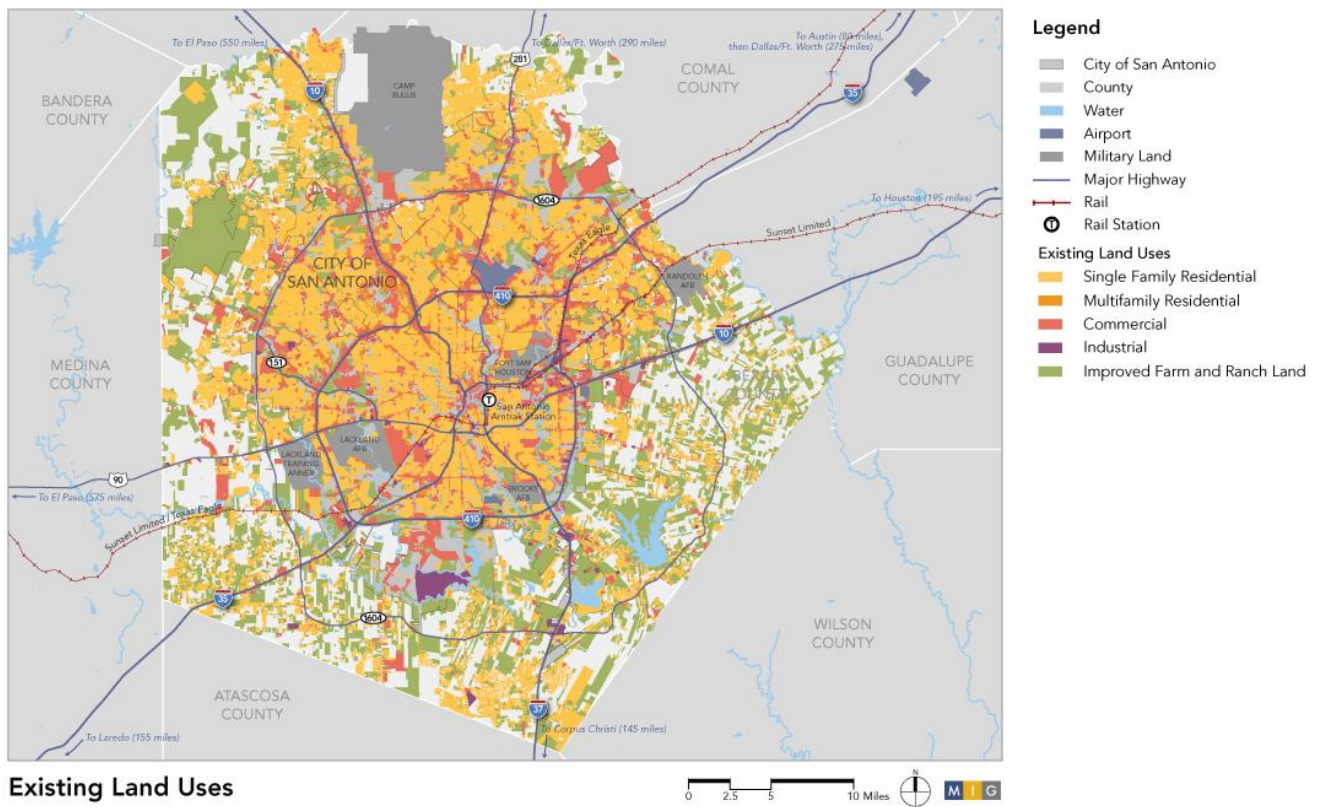 To El Paso (550 miles)
To Dallas/Ft. Worth (290 miles)
To Austin (80 miles),
then Dallas/Ft. Worth (275 miles)
281
COMAL
COUNTY
10
CAMP
BULLIS
35
BANDERA
COUNTY
1604
To Houston (195 miles)
Texas Eagle
Sunset Limited
CITY OF
SAN ANTONIO
RANDOLPH
AFB
410
10
151
MEDINA
COUNTY
FORT SAM
HOUSTON
GUADALUPE
COUNTY
BEXAR
COUNTY
T
San Antonio
Amtrak Station
LACKLAND
AFB
LACKLAND
TRAINING
ANNEX
90
To El Paso (575 miles)
BROOKS
AFB
Sunset Limited / Texas Eagle
410
35
1604
WILSON
COUNTY
ATASCOSA
COUNTY
37
To Corpus Christi (145 miles)
To Laredo (155 miles)
Legend
City of San Antonio
County
Water
Airport
Military Land
Major Highway
Rail
T Rail Station
Existing Land Uses
Single Family Residential
Multifamily Residential
Commercial
Industrial
Improved Farm and Ranch Land
Existing Land Uses
0 2.5 5 10 Miles
N
M I G